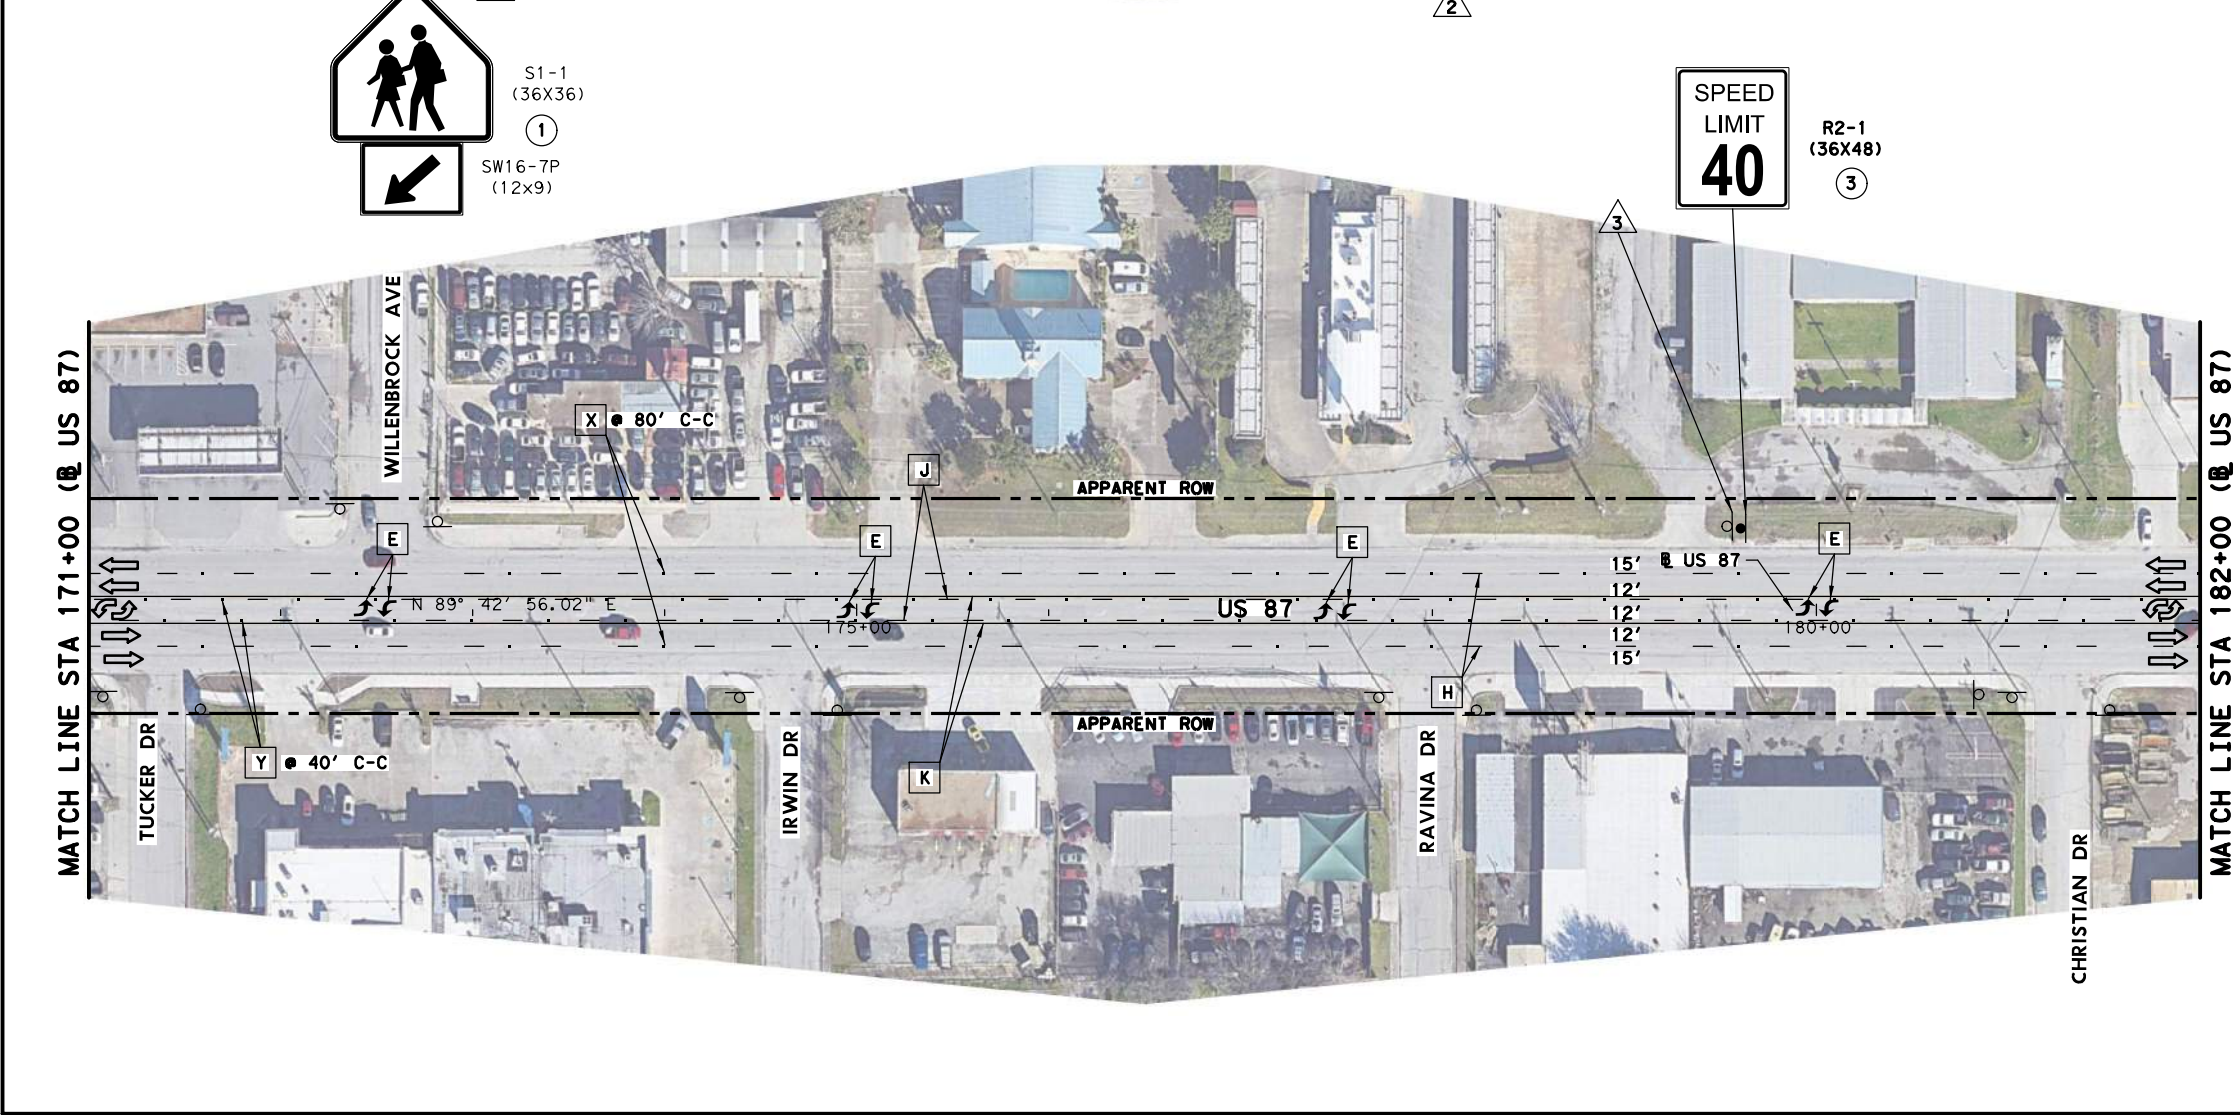 2
S1-1
(36X36)
1
SW16-7P
(12x9)
SPEED
LIMIT
40
R2-1
(36X48)
3
3
MATCH LINE STA 171+00 (℄ US 87)
WILLENBROCK AVE
X @ 80' C-C
J
APPARENT ROW
E
E
E
E
15'
℄ US 87
12'
N 89° 42' 56.02" E
US 87
12'
175+00
180+00
12'
15'
H
APPARENT ROW
TUCKER DR
Y @ 40' C-C
IRWIN DR
K
RAVINA DR
CHRISTIAN DR
MATCH LINE STA 182+00 (℄ US 87)